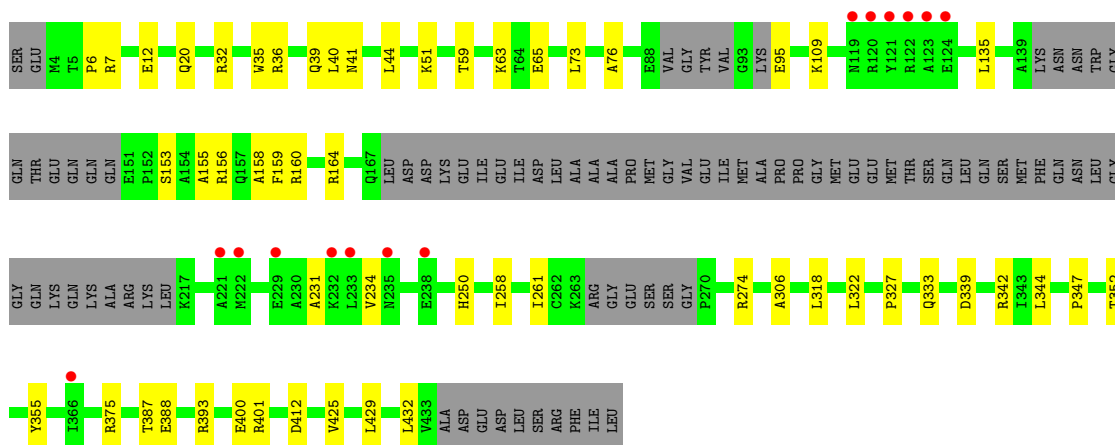 SER GLU M4 T5 P6 R7 E12 Q20 R32 W35 R36 Q39 L40 N41 L44 K51 T59 K63 T64 E65 L73 A76 E88 VAL GLY TYR VAL G93 LYS E95 K109 N119 R120 Y121 R122 A123 E124 L135 A139 LYS ASN ASN TRP GLY
GLN THR GLU GLN GLN GLN E151 P152 S153 A154 A155 R156 Q157 A158 F159 R160 R164 Q167 LEU ASP ASP LYS GLU ILE GLU ILE ASP LEU ALA ALA ALA PRO MET GLY VAL GLU ILE MET ALA PRO PRO GLY MET GLU GLU MET THR SER GLN LEU GLN SER MET PHE GLN ASN LEU GLY
GLY GLN LYS GLN LYS ALA ARG LYS LEU K217 A221 M222 E229 A230 A231 K232 L233 V234 N235 E238 H250 I258 I261 C262 K263 ARG GLY GLU SER SER GLY P270 R274 A306 L318 L322 P327 Q333 D339 R342 I343 L344 P347 T352
Y355 I366 R375 T387 E388 R393 E400 R401 D412 V425 L429 L432 V433 ALA ASP GLU ASP LEU SER ARG PHE ILE LEU